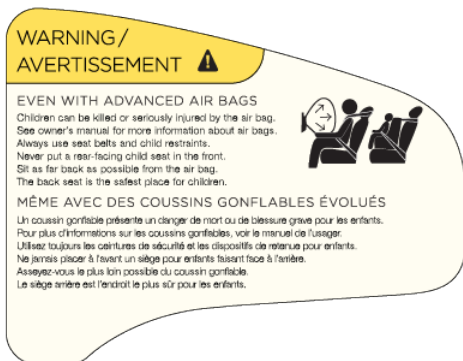 WARNING/
AVERTISSEMENT
EVEN WITH ADVANCED AIR BAGS
Children can be killed or seriously injured by the air bag.
See owner's manual for more information about air bags.
Always use seat belts and child restraints.
Never put a rear-facing child seat in the front.
Sit as far back as possible from the air bag.
The back seat is the safest place for children.
MÊME AVEC DES COUSSINS GONFLABLES ÉVOLUÉS
Un coussin gonflable présente un danger de mort ou de blessure grave pour les enfants.
Pour plus d'informations sur les coussins gonflables, voir le manuel de l'usager.
Utilisez toujours les ceintures de sécurité et les dispositifs de retenue pour enfants.
Ne jamais placer à l'avant un siège pour enfants faisant face à l'arrière.
Asseyez-vous le plus loin possible du coussin gonflable.
Le siège arrière est l'endroit le plus sûr pour les enfants.